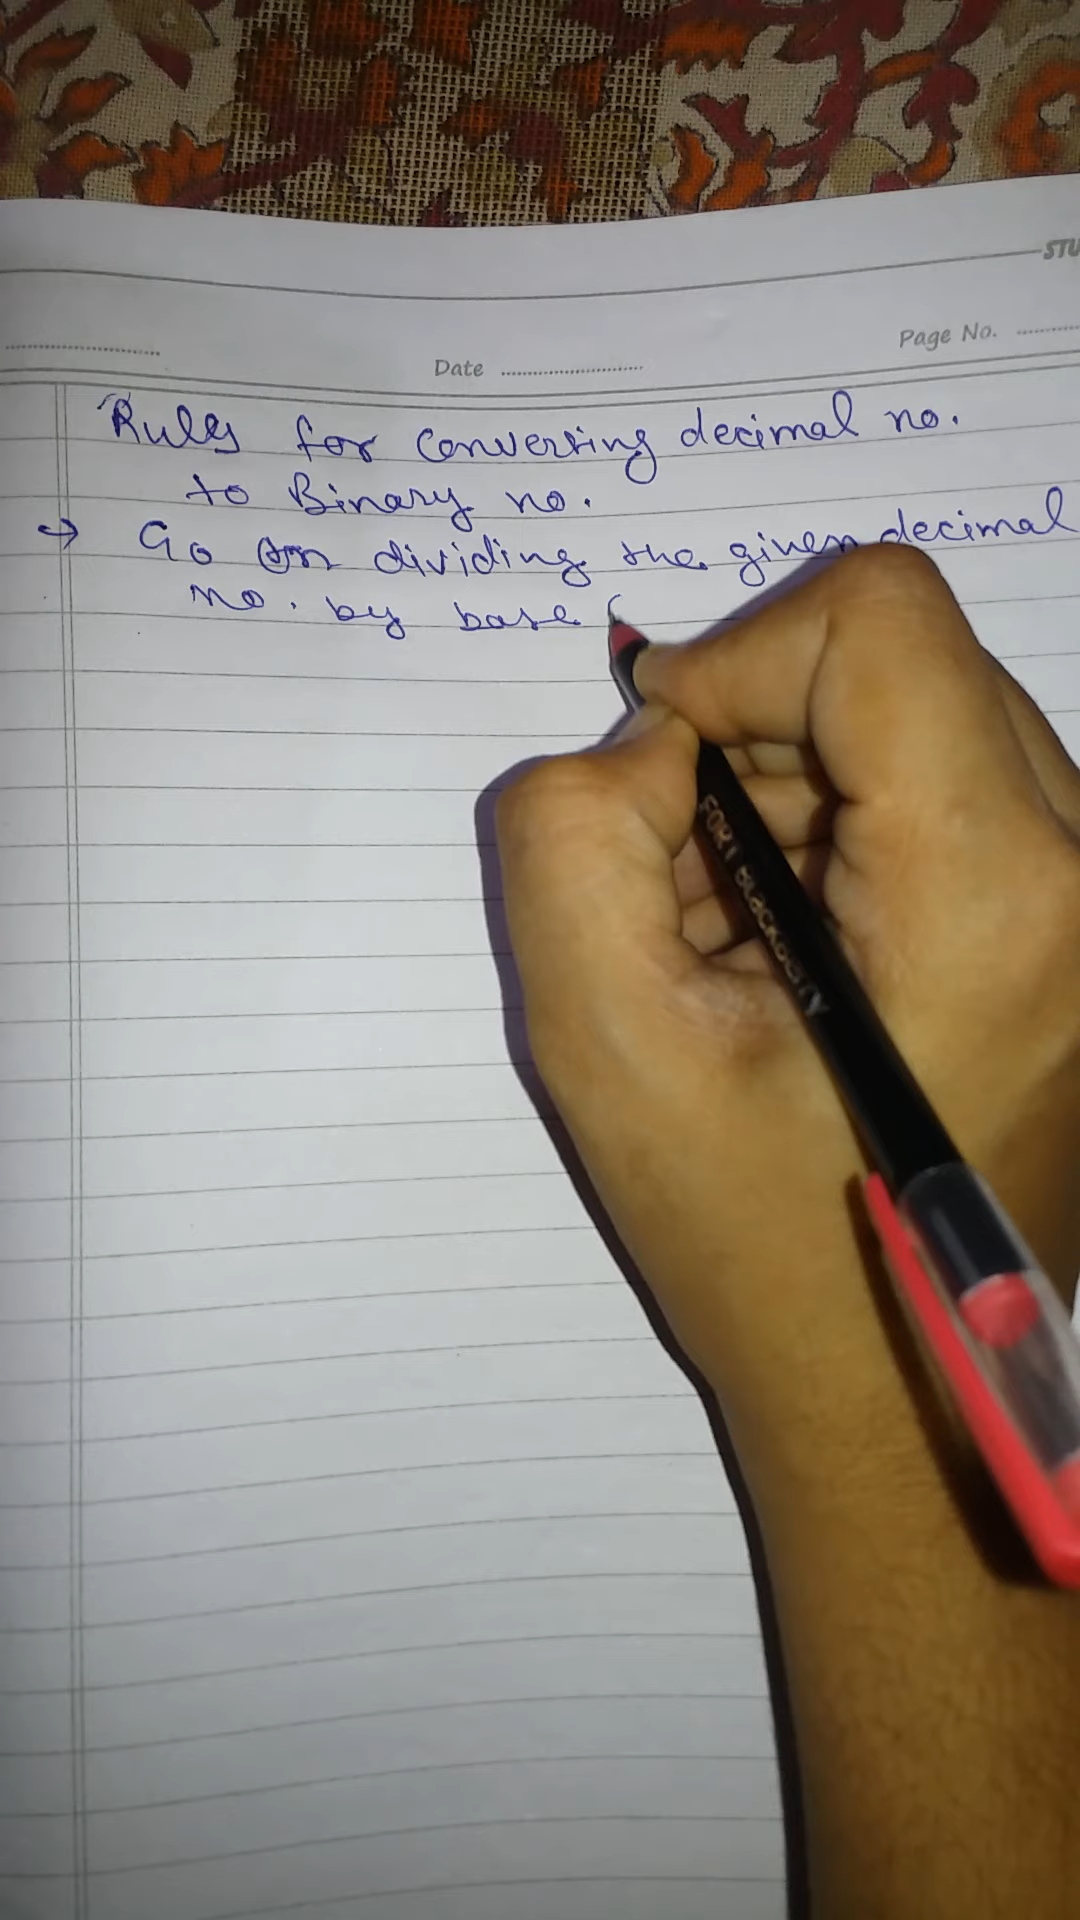 STU
Page No. ..........
Date ..........................
Rules for converting decimal no.
to Binary no.
→ Go on dividing the given decimal
no. by base (
FORT BLACKBERRY